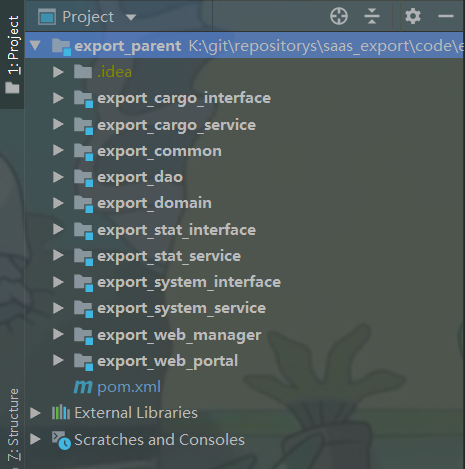 Project
1: Project
export_parent K:\git\repositorys\saas_export\code\e
.idea
export_cargo_interface
export_cargo_service
export_common
export_dao
export_domain
export_stat_interface
export_stat_service
export_system_interface
export_system_service
export_web_manager
export_web_portal
m pom.xml
7: Structure
External Libraries
Scratches and Consoles